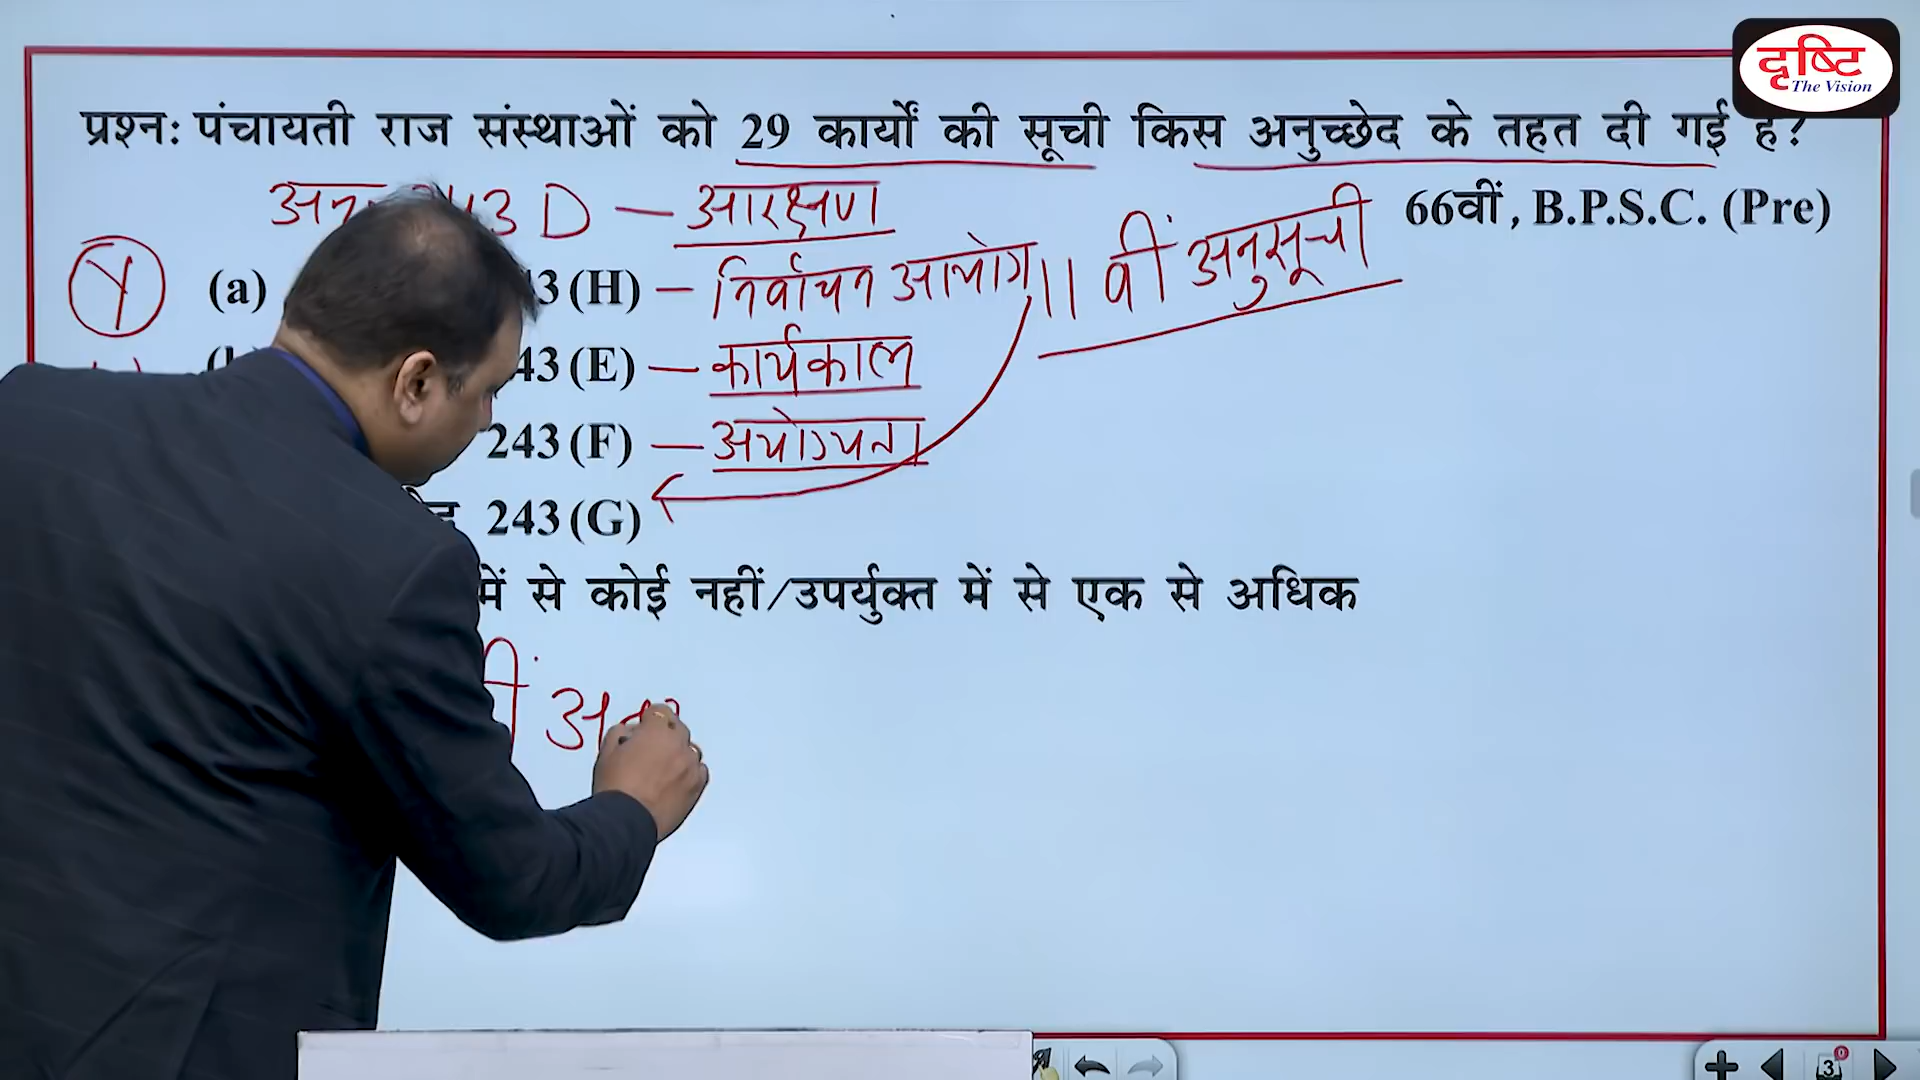 दृष्टि
The Vision
प्रश्न: पंचायती राज संस्थाओं को 29 कार्यों की सूची किस अनुच्छेद के तहत दी गई है?
D — आरक्षण
66वीं, B.P.S.C. (Pre)
(a) 3 (H) — निर्वाचन आयोग 11 वीं अनुसूची
43 (E) — कार्यकाल
243 (F) — अयोग्यता
243 (G)
में से कोई नहीं/उपर्युक्त में से एक से अधिक
3